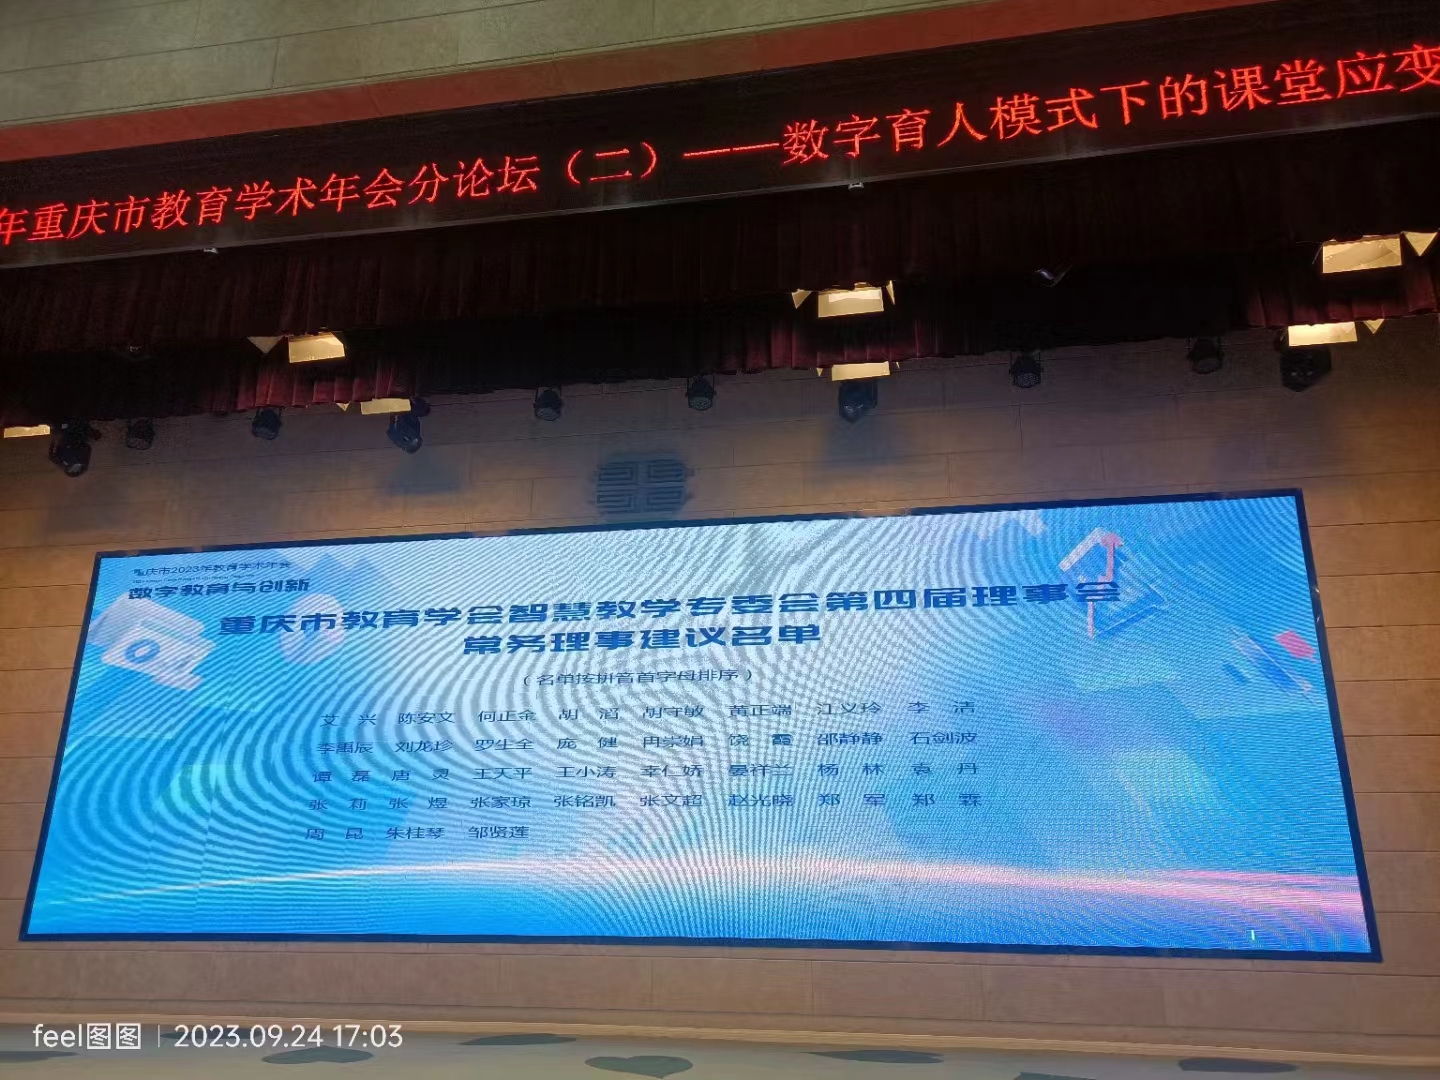 年重庆市教育学术年会分论坛（二）——数字育人模式下的课堂应变
重庆市2023年教育学术年会
数字教育与创新
重庆市教育学会智慧教学专委会第四届理事会
常务理事建议名单
（名单按拼音首字母排序）
艾 兴 陈安文 何正金 胡 滔 胡守敏 黄正端 江义玲 李 洁
李禹辰 刘龙珍 罗生全 庞 健 冉崇娟 饶 霞 邵静静 石剑波
谭 磊 唐 灵 王天平 王小涛 幸仁娇 晏祥兰 杨 林 袁 丹
张 莉 张 煜 张家琼 张铭凯 张文超 赵光晓 郑 军 郑 霖
周 昆 朱桂琴 邹贤莲
feel图图 | 2023.09.24 17:03